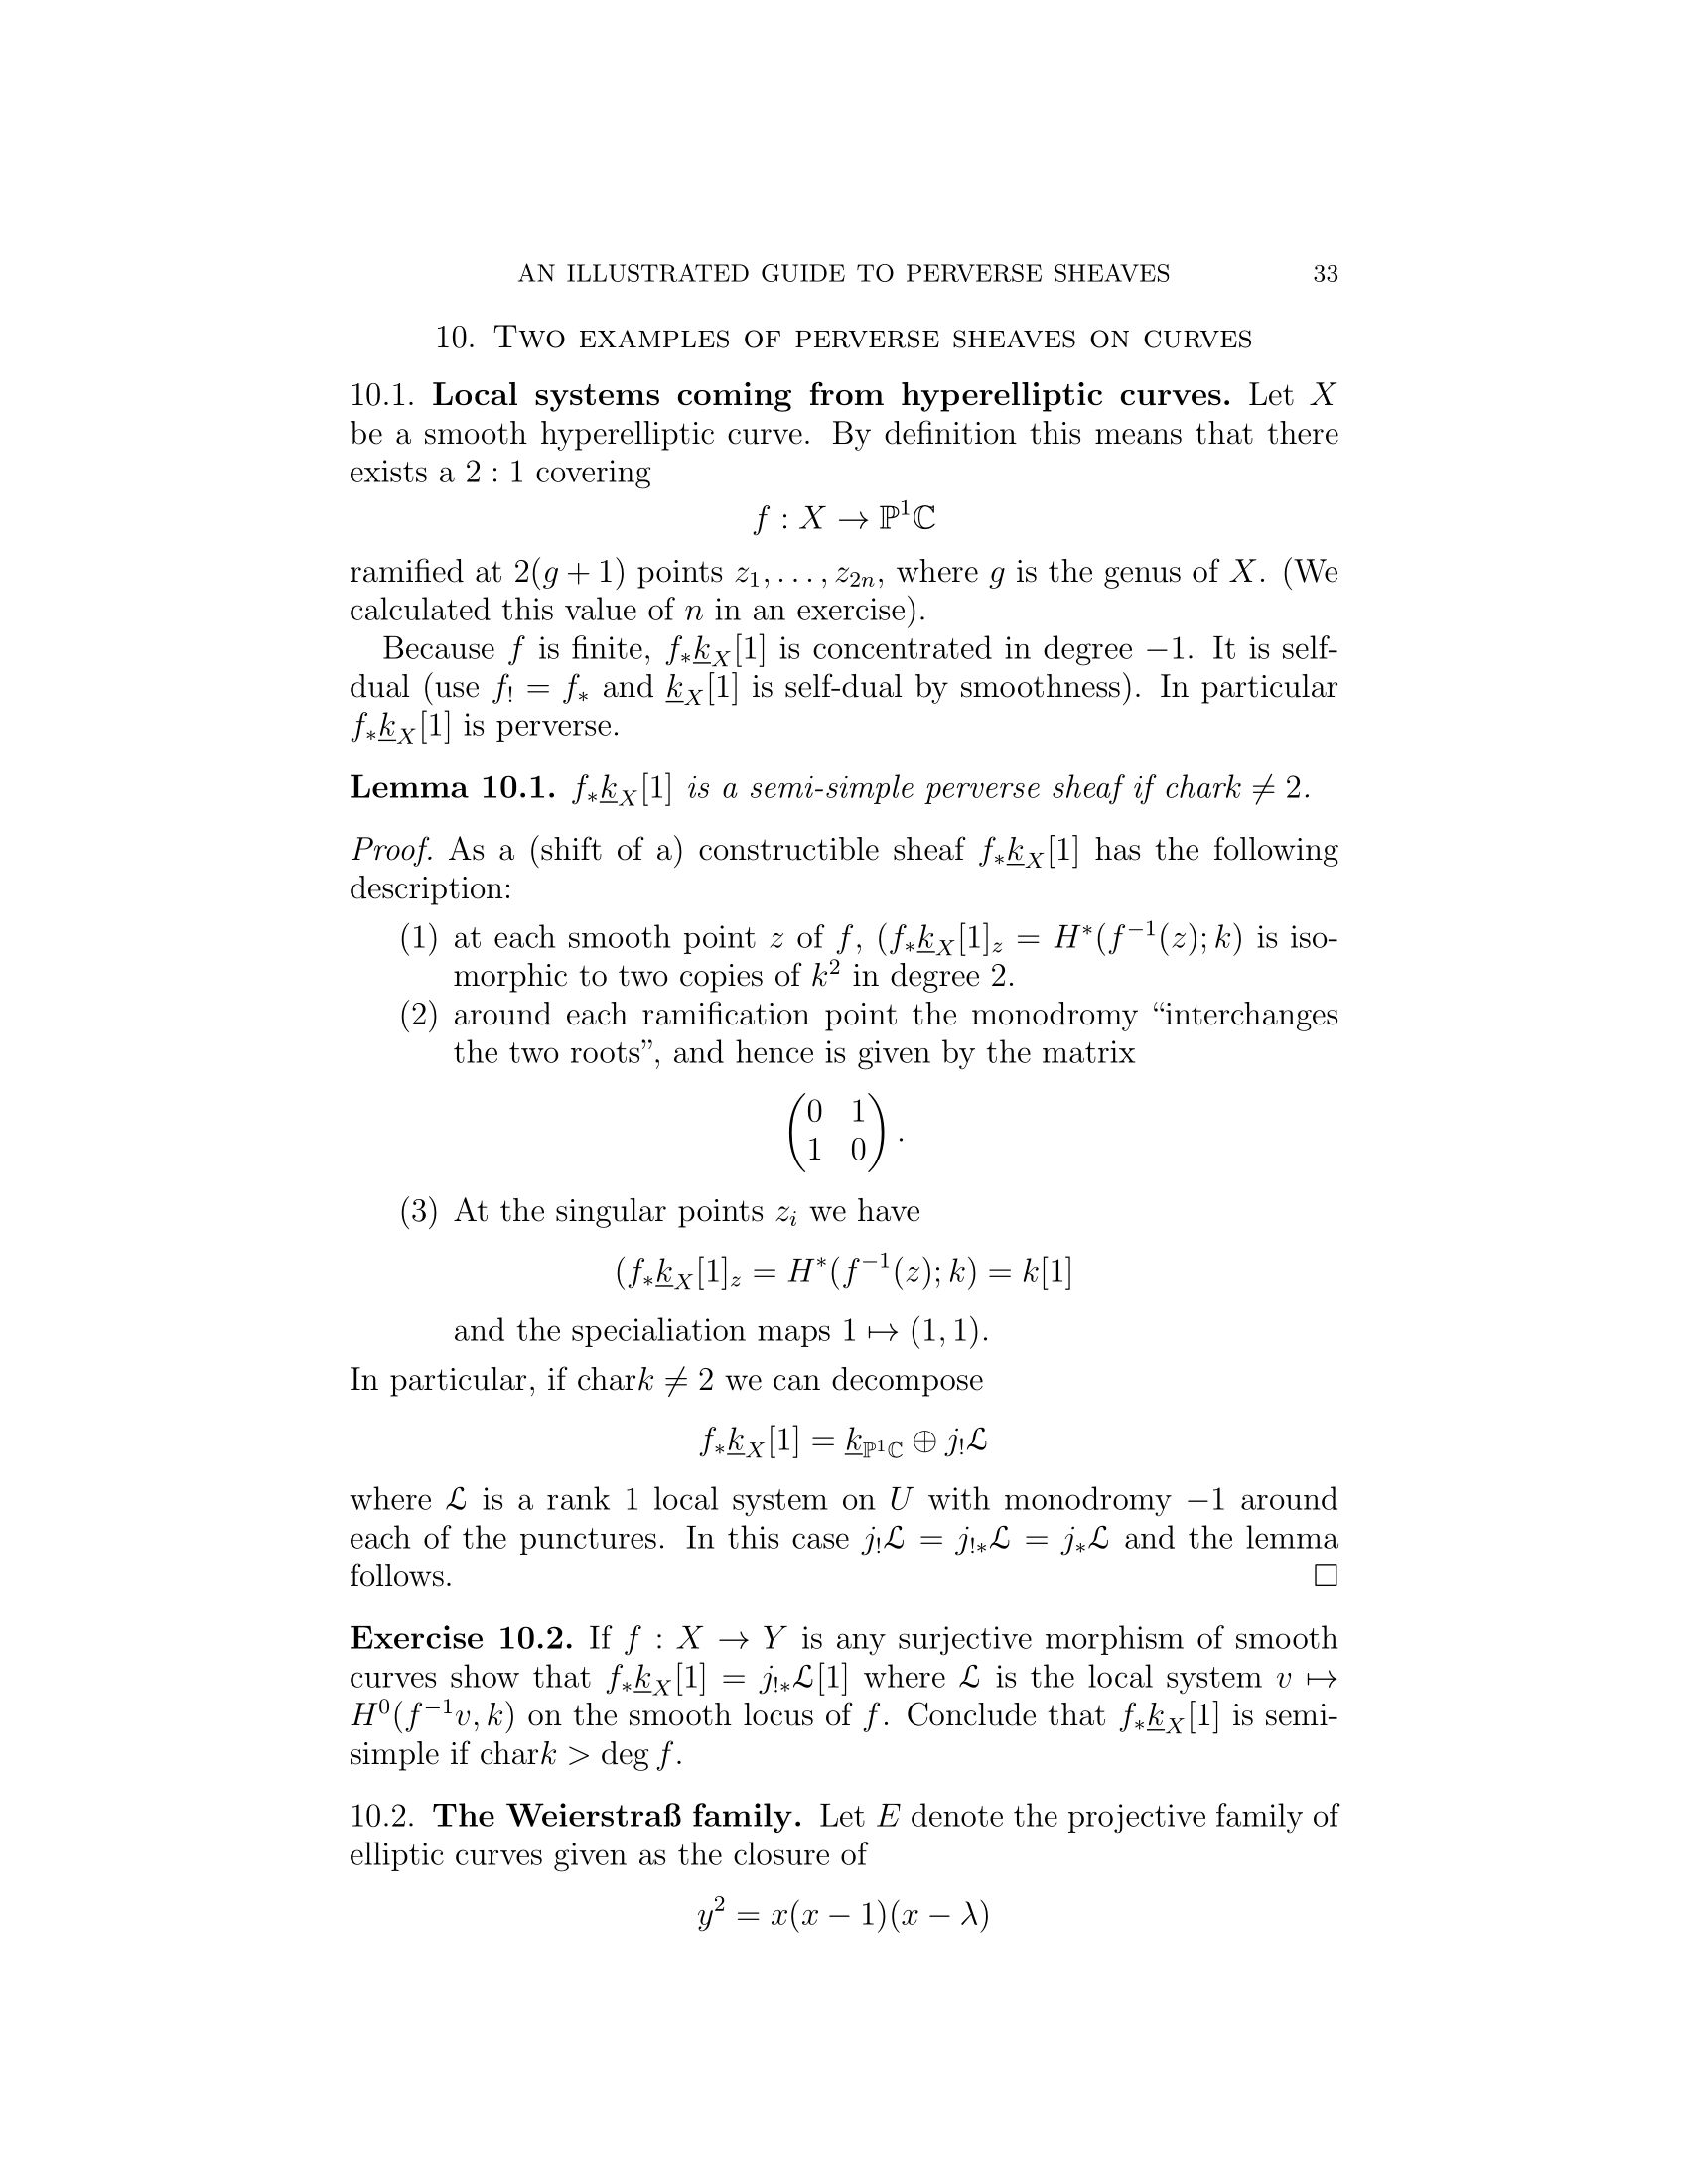 AN ILLUSTRATED GUIDE TO PERVERSE SHEAVES 33
10. Two examples of perverse sheaves on curves
10.1. Local systems coming from hyperelliptic curves. Let $X$
be a smooth hyperelliptic curve. By definition this means that there
exists a $2 : 1$ covering
$f : X \to \mathbb{P}^1\mathbb{C}$
ramified at $2(g + 1)$ points $z_1, \ldots, z_{2n}$, where $g$ is the genus of $X$. (We
calculated this value of $n$ in an exercise).
Because $f$ is finite, $f_*\underline{k}_X[1]$ is concentrated in degree $-1$. It is self-
dual (use $f_! = f_*$ and $\underline{k}_X[1]$ is self-dual by smoothness). In particular
$f_*\underline{k}_X[1]$ is perverse.
Lemma 10.1. $f_*\underline{k}_X[1]$ is a semi-simple perverse sheaf if char$k \neq 2$.
Proof. As a (shift of a) constructible sheaf $f_*\underline{k}_X[1]$ has the following
description:
(1) at each smooth point $z$ of $f$, $(f_*\underline{k}_X[1]_z = H^*(f^{-1}(z); k)$ is iso-
morphic to two copies of $k^2$ in degree 2.
(2) around each ramification point the monodromy “interchanges
the two roots”, and hence is given by the matrix
$\begin{pmatrix} 0 & 1 \\ 1 & 0 \end{pmatrix}.$
(3) At the singular points $z_i$ we have
$(f_*\underline{k}_X[1]_z = H^*(f^{-1}(z); k) = k[1]$
and the specialiation maps $1 \mapsto (1, 1)$.
In particular, if char$k \neq 2$ we can decompose
$f_*\underline{k}_X[1] = \underline{k}_{\mathbb{P}^1\mathbb{C}} \oplus j_!\mathcal{L}$
where $\mathcal{L}$ is a rank 1 local system on $U$ with monodromy $-1$ around
each of the punctures. In this case $j_!\mathcal{L} = j_{!*}\mathcal{L} = j_*\mathcal{L}$ and the lemma
follows. □
Exercise 10.2. If $f : X \to Y$ is any surjective morphism of smooth
curves show that $f_*\underline{k}_X[1] = j_{!*}\mathcal{L}[1]$ where $\mathcal{L}$ is the local system $v \mapsto$
$H^0(f^{-1}v, k)$ on the smooth locus of $f$. Conclude that $f_*\underline{k}_X[1]$ is semi-
simple if char$k > \deg f$.
10.2. The Weierstraß family. Let $E$ denote the projective family of
elliptic curves given as the closure of
$y^2 = x(x - 1)(x - \lambda)$